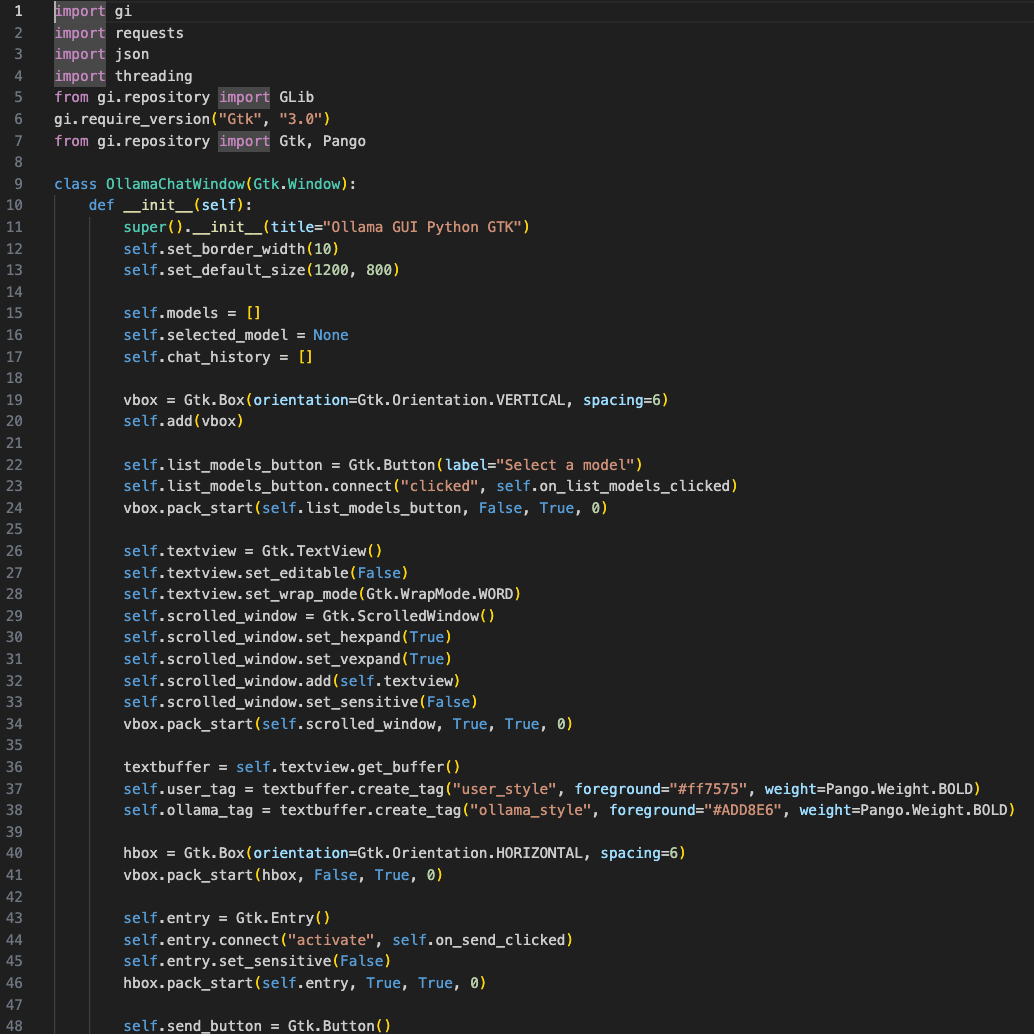 1 import gi
2 import requests
3 import json
4 import threading
5 from gi.repository import GLib
6 gi.require_version("Gtk", "3.0")
7 from gi.repository import Gtk, Pango
8
9 class OllamaChatWindow(Gtk.Window):
10     def __init__(self):
11         super().__init__(title="Ollama GUI Python GTK")
12         self.set_border_width(10)
13         self.set_default_size(1200, 800)
14
15         self.models = []
16         self.selected_model = None
17         self.chat_history = []
18
19         vbox = Gtk.Box(orientation=Gtk.Orientation.VERTICAL, spacing=6)
20         self.add(vbox)
21
22         self.list_models_button = Gtk.Button(label="Select a model")
23         self.list_models_button.connect("clicked", self.on_list_models_clicked)
24         vbox.pack_start(self.list_models_button, False, True, 0)
25
26         self.textview = Gtk.TextView()
27         self.textview.set_editable(False)
28         self.textview.set_wrap_mode(Gtk.WrapMode.WORD)
29         self.scrolled_window = Gtk.ScrolledWindow()
30         self.scrolled_window.set_hexpand(True)
31         self.scrolled_window.set_vexpand(True)
32         self.scrolled_window.add(self.textview)
33         self.scrolled_window.set_sensitive(False)
34         vbox.pack_start(self.scrolled_window, True, True, 0)
35
36         textbuffer = self.textview.get_buffer()
37         self.user_tag = textbuffer.create_tag("user_style", foreground="#ff7575", weight=Pango.Weight.BOLD)
38         self.ollama_tag = textbuffer.create_tag("ollama_style", foreground="#ADD8E6", weight=Pango.Weight.BOLD)
39
40         hbox = Gtk.Box(orientation=Gtk.Orientation.HORIZONTAL, spacing=6)
41         vbox.pack_start(hbox, False, True, 0)
42
43         self.entry = Gtk.Entry()
44         self.entry.connect("activate", self.on_send_clicked)
45         self.entry.set_sensitive(False)
46         hbox.pack_start(self.entry, True, True, 0)
47
48         self.send_button = Gtk.Button()